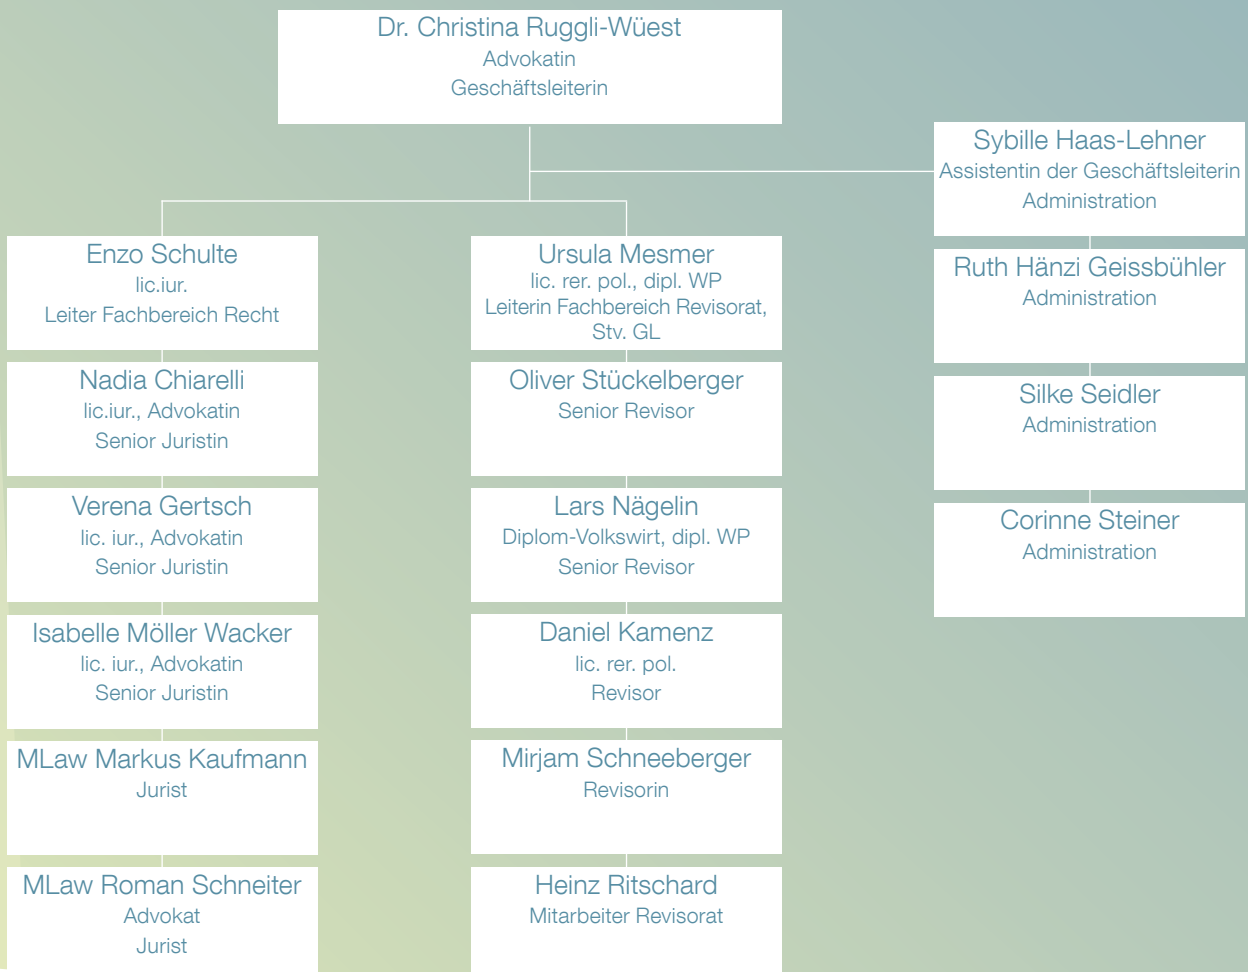 Dr. Christina Ruggli-Wüest
Advokatin
Geschäftsleiterin
Sybille Haas-Lehner
Assistentin der Geschäftsleiterin
Administration
Ruth Hänzi Geissbühler
Administration
Silke Seidler
Administration
Corinne Steiner
Administration
Enzo Schulte
lic.iur.
Leiter Fachbereich Recht
Nadia Chiarelli
lic.iur., Advokatin
Senior Juristin
Verena Gertsch
lic. iur., Advokatin
Senior Juristin
Isabelle Möller Wacker
lic. iur., Advokatin
Senior Juristin
MLaw Markus Kaufmann
Jurist
MLaw Roman Schneiter
Advokat
Jurist
Ursula Mesmer
lic. rer. pol., dipl. WP
Leiterin Fachbereich Revisorat,
Stv. GL
Oliver Stückelberger
Senior Revisor
Lars Nägelin
Diplom-Volkswirt, dipl. WP
Senior Revisor
Daniel Kamenz
lic. rer. pol.
Revisor
Mirjam Schneeberger
Revisorin
Heinz Ritschard
Mitarbeiter Revisorat